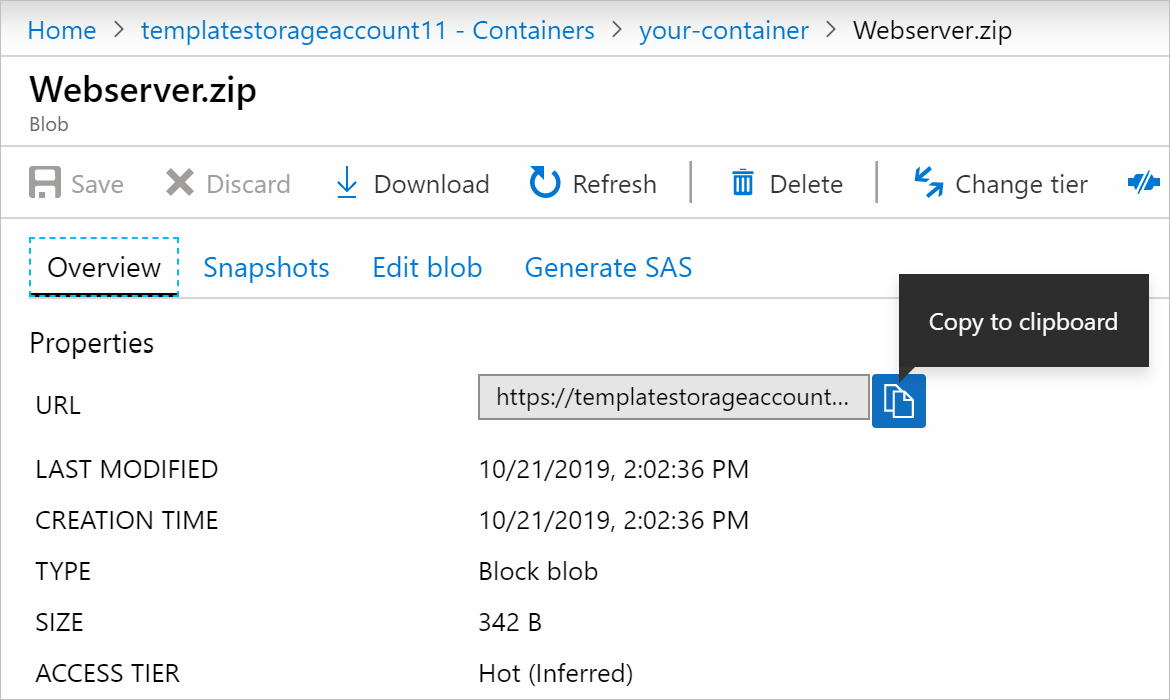 Home > templatestorageaccount11 - Containers > your-container > Webserver.zip
Webserver.zip
Blob
Save Discard Download Refresh Delete Change tier
Overview Snapshots Edit blob Generate SAS
Copy to clipboard
Properties
URL https://templatestorageaccount...
LAST MODIFIED 10/21/2019, 2:02:36 PM
CREATION TIME 10/21/2019, 2:02:36 PM
TYPE Block blob
SIZE 342 B
ACCESS TIER Hot (Inferred)